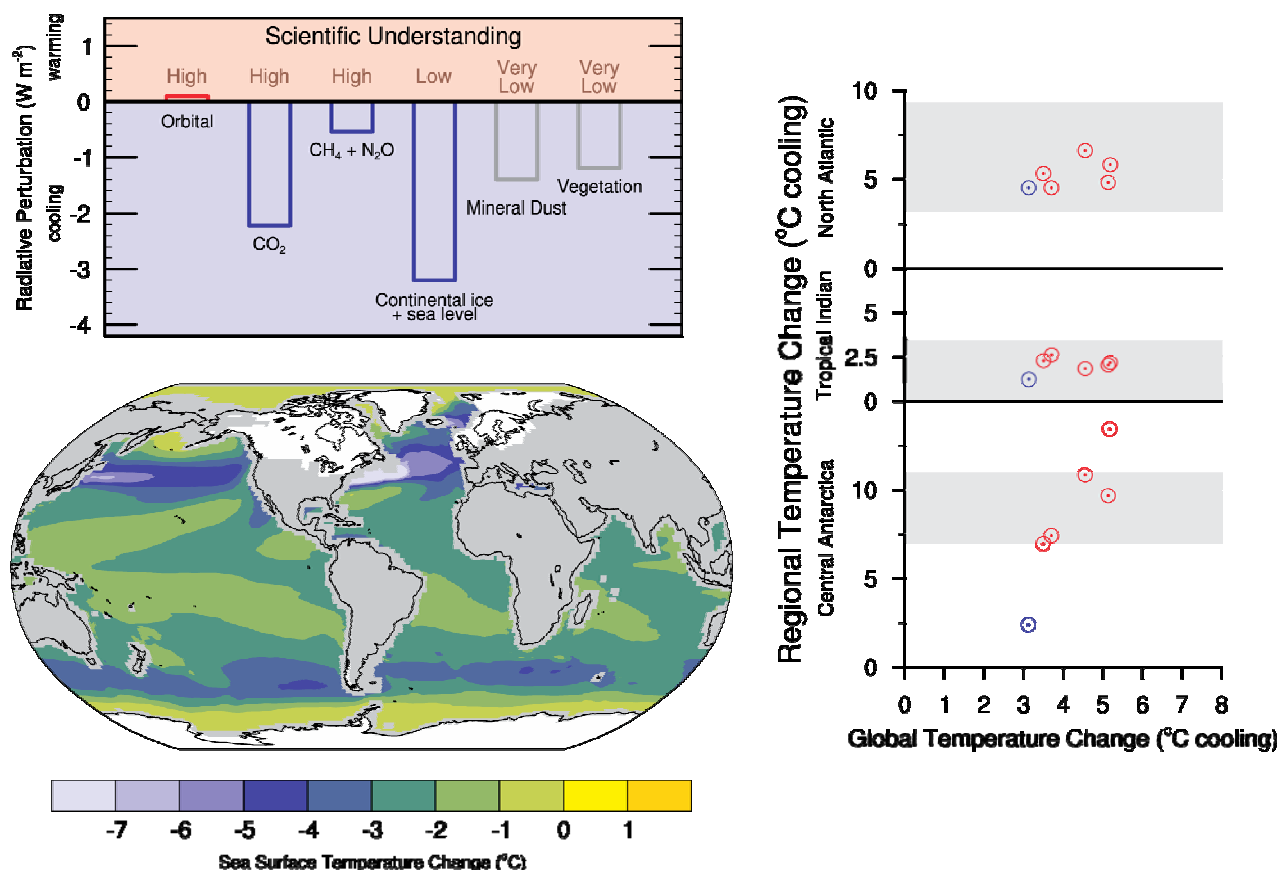 Scientific Understanding
High
High
High
Low
Very
Low
Very
Low
Radiative Perturbation (W m⁻²)
cooling
warming
1
0
-1
-2
-3
-4
Orbital
CO₂
CH₄ + N₂O
Continental ice
+ sea level
Mineral Dust
Vegetation
-7
-6
-5
-4
-3
-2
-1
0
1
Sea Surface Temperature Change (°C)
Regional Temperature Change (°C cooling)
North Atlantic
Tropical Indian
Central Antarctica
10
5
0
5
2.5
0
10
5
0
0 1 2 3 4 5 6 7 8
Global Temperature Change (°C cooling)